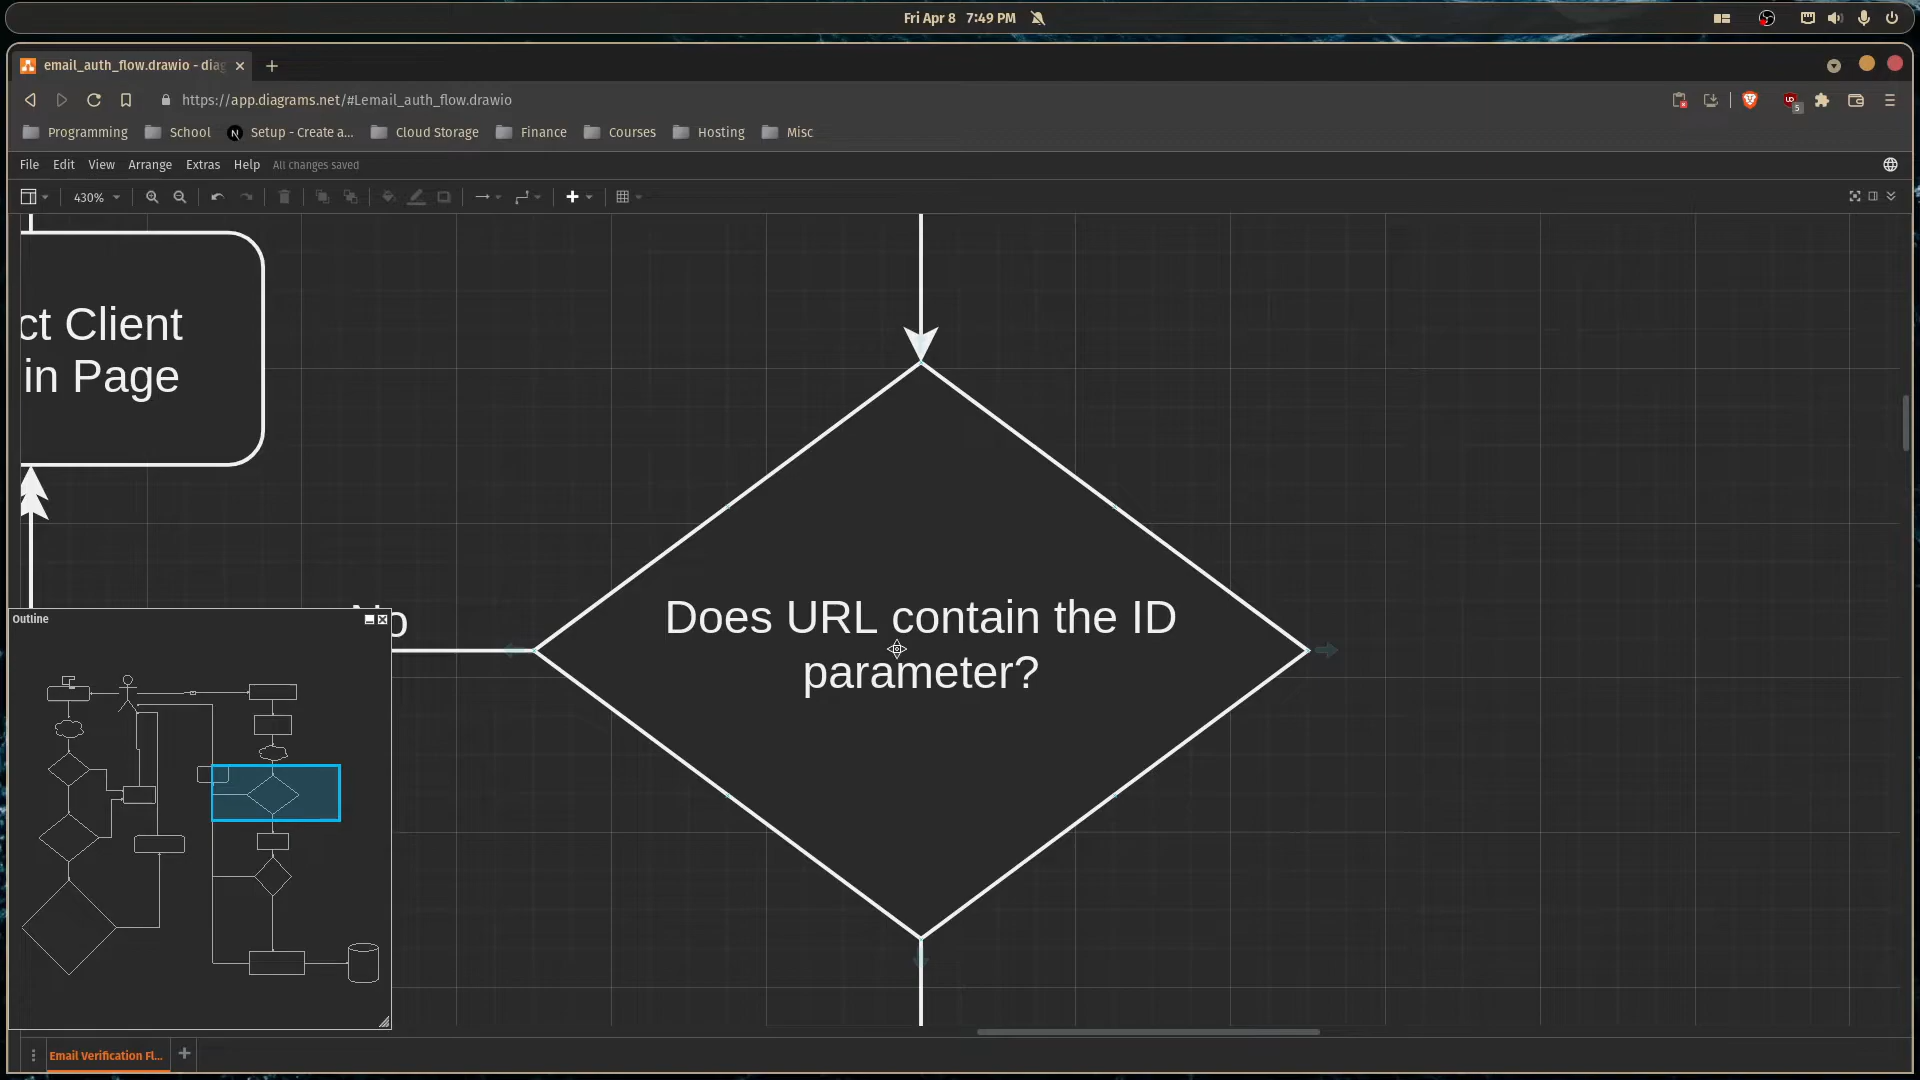 Fri Apr 8 7:49 PM
email_auth_flow.drawio - dia
https://app.diagrams.net/#Lemail_auth_flow.drawio
5
Programming School N Setup - Create a... Cloud Storage Finance Courses Hosting Misc
File Edit View Arrange Extras Help All changes saved
430%
ct Client
in Page
Does URL contain the ID
parameter?
No
Outline
Email Verification Fl...